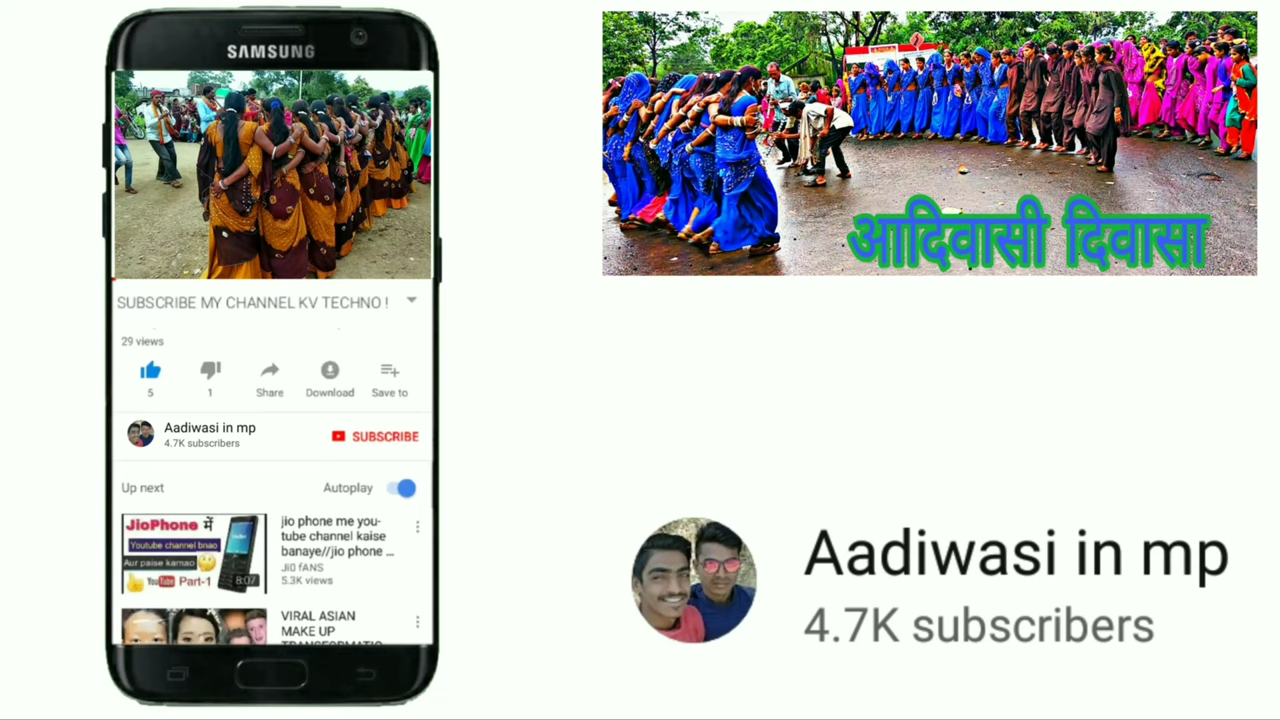 SAMSUNG
SUBSCRIBE MY CHANNEL KV TECHNO !
29 views
5
1
Share
Download
Save to
Aadiwasi in mp
4.7K subscribers
SUBSCRIBE
Up next
Autoplay
JioPhone में
Youtube channel bnao
Aur paise kamao
YouTube Part-1
8:07
jio phone me you-
tube channel kaise
banaye//jio phone ...
Ji0 fANS
5.3K views
VIRAL ASIAN
MAKE UP
TRANSFORMATIO
आदिवासी दिवासा
Aadiwasi in mp
4.7K subscribers